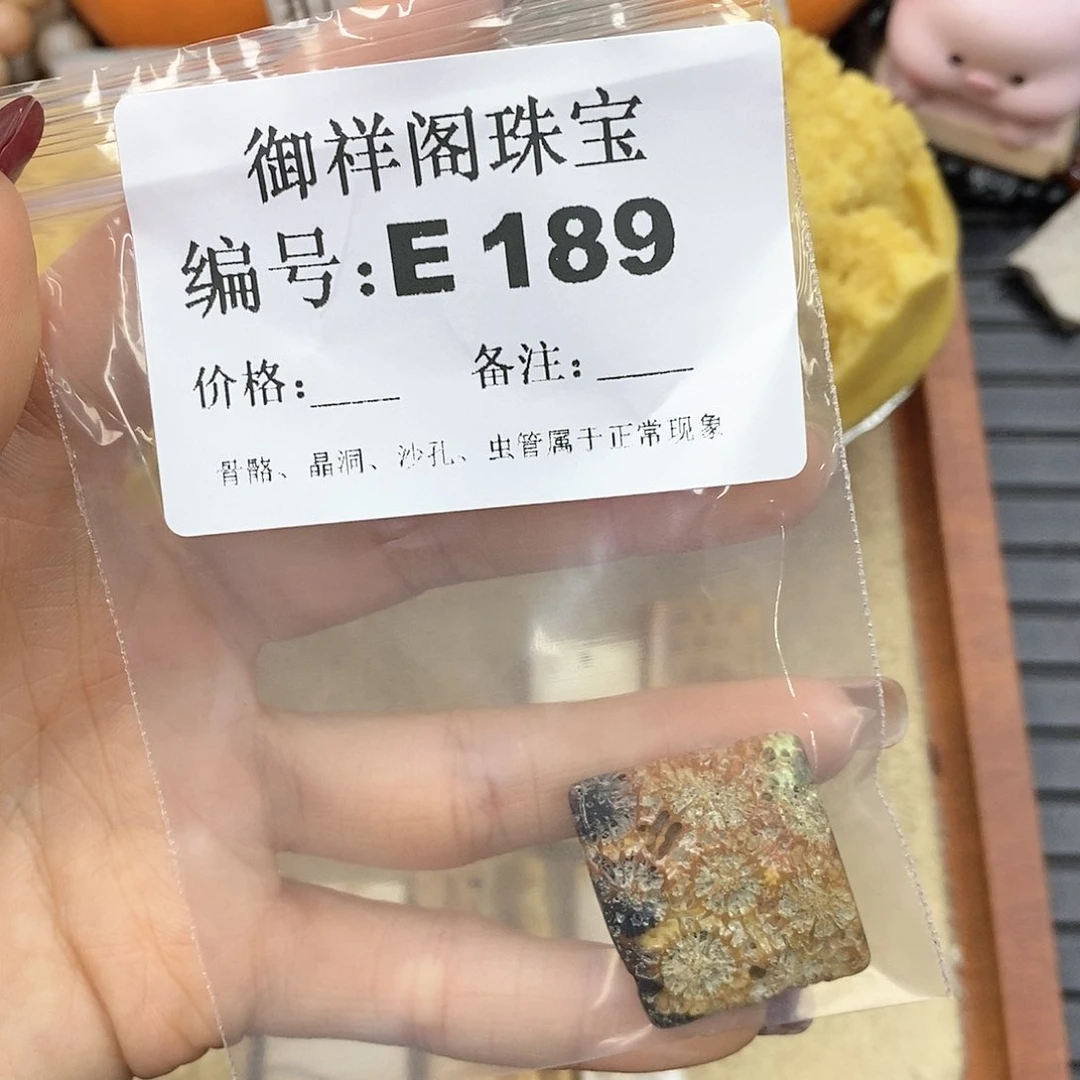 御祥阁珠宝
编号:E 189
价格:____ 备注:____
骨骼、晶洞、沙孔、虫管属于正常现象